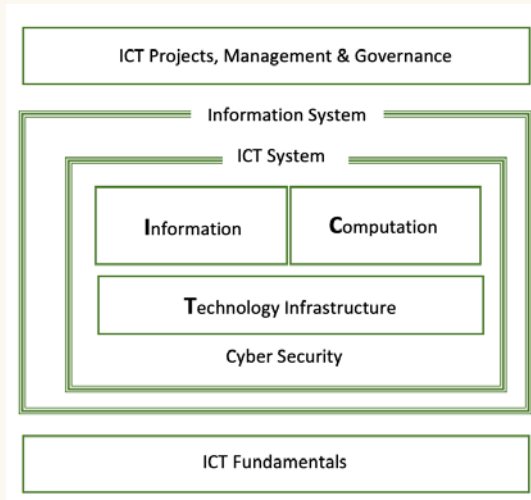 ICT Projects, Management & Governance
Information System
ICT System
Information
Computation
Technology Infrastructure
Cyber Security
ICT Fundamentals